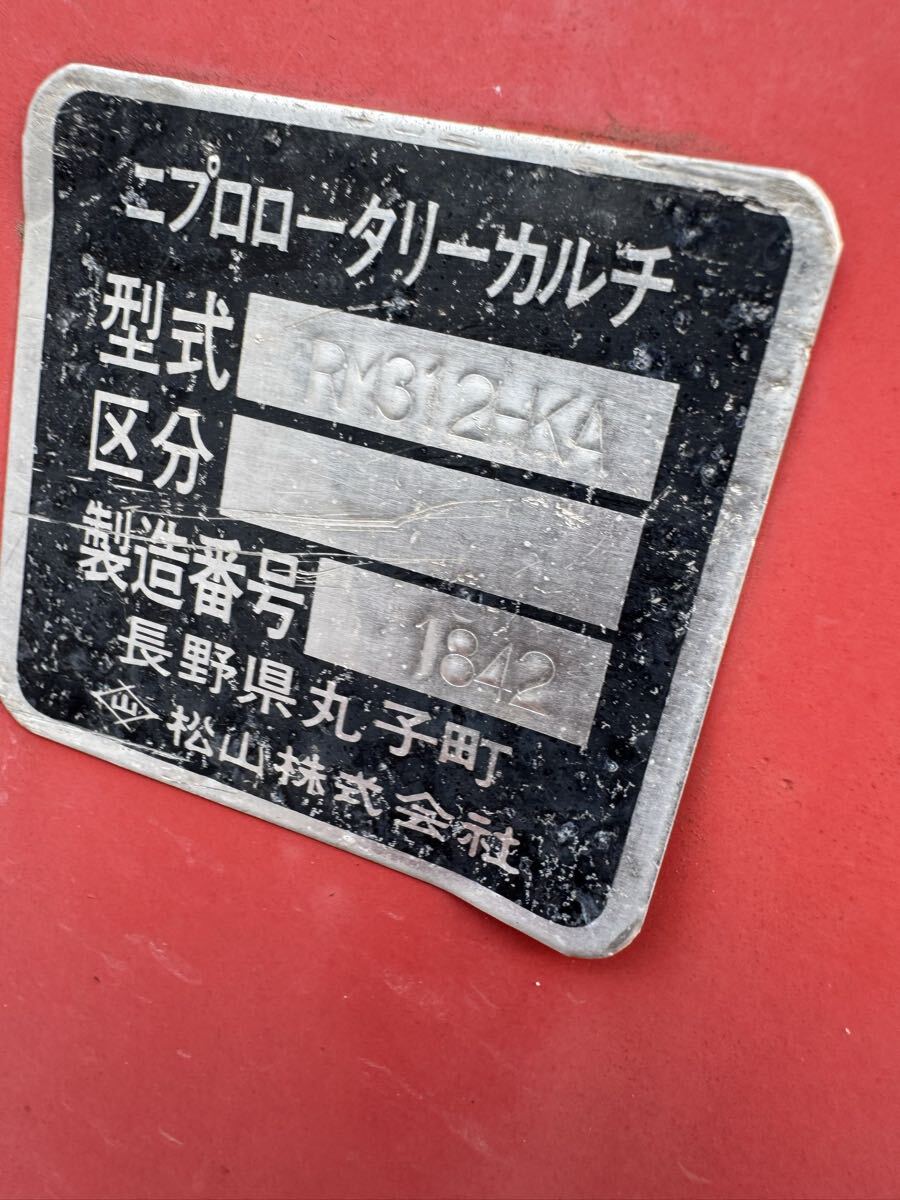 ニプロロータリーカルチ
型式 RM312-KA
区分
製造番号 1842
長野県丸子町
山 松山株式会社